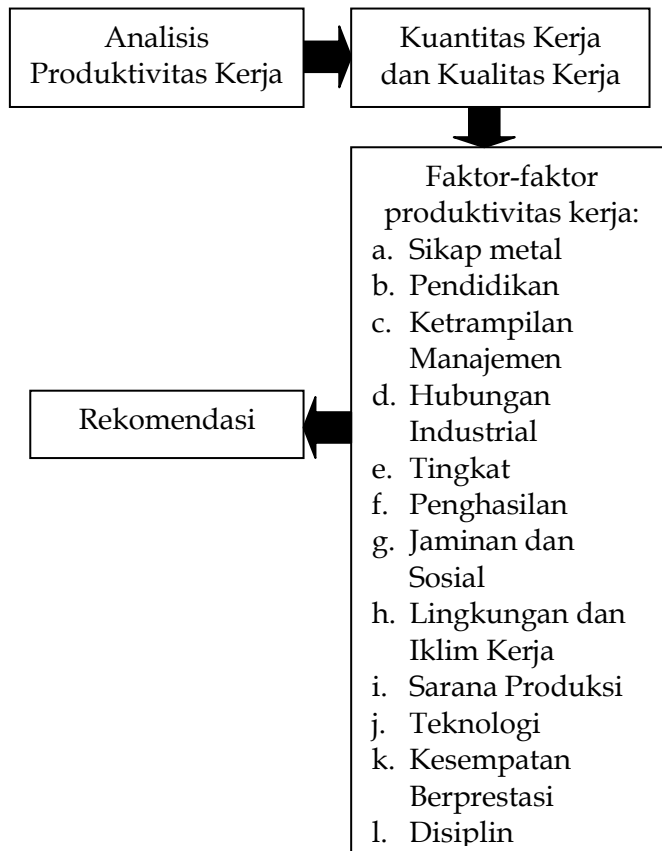 Analisis
Produktivitas Kerja
Kuantitas Kerja
dan Kualitas Kerja
Faktor-faktor
produktivitas kerja:
a. Sikap metal
b. Pendidikan
c. Ketrampilan
Manajemen
d. Hubungan
Industrial
e. Tingkat
f. Penghasilan
g. Jaminan dan
Sosial
h. Lingkungan dan
Iklim Kerja
i. Sarana Produksi
j. Teknologi
k. Kesempatan
Berprestasi
l. Disiplin
Rekomendasi